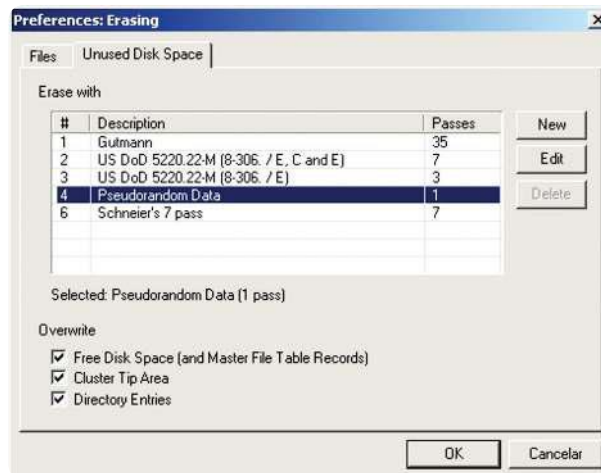 Preferences: Erasing
Files Unused Disk Space
Erase with
# Description Passes
1 Gutmann 35
2 US DoD 5220.22-M (8-306. / E, C and E) 7
3 US DoD 5220.22-M (8-306. / E) 3
4 Pseudorandom Data 1
6 Schneier's 7 pass 7
New
Edit
Delete
Selected: Pseudorandom Data (1 pass)
Overwrite
Free Disk Space (and Master File Table Records)
Cluster Tip Area
Directory Entries
OK Cancelar